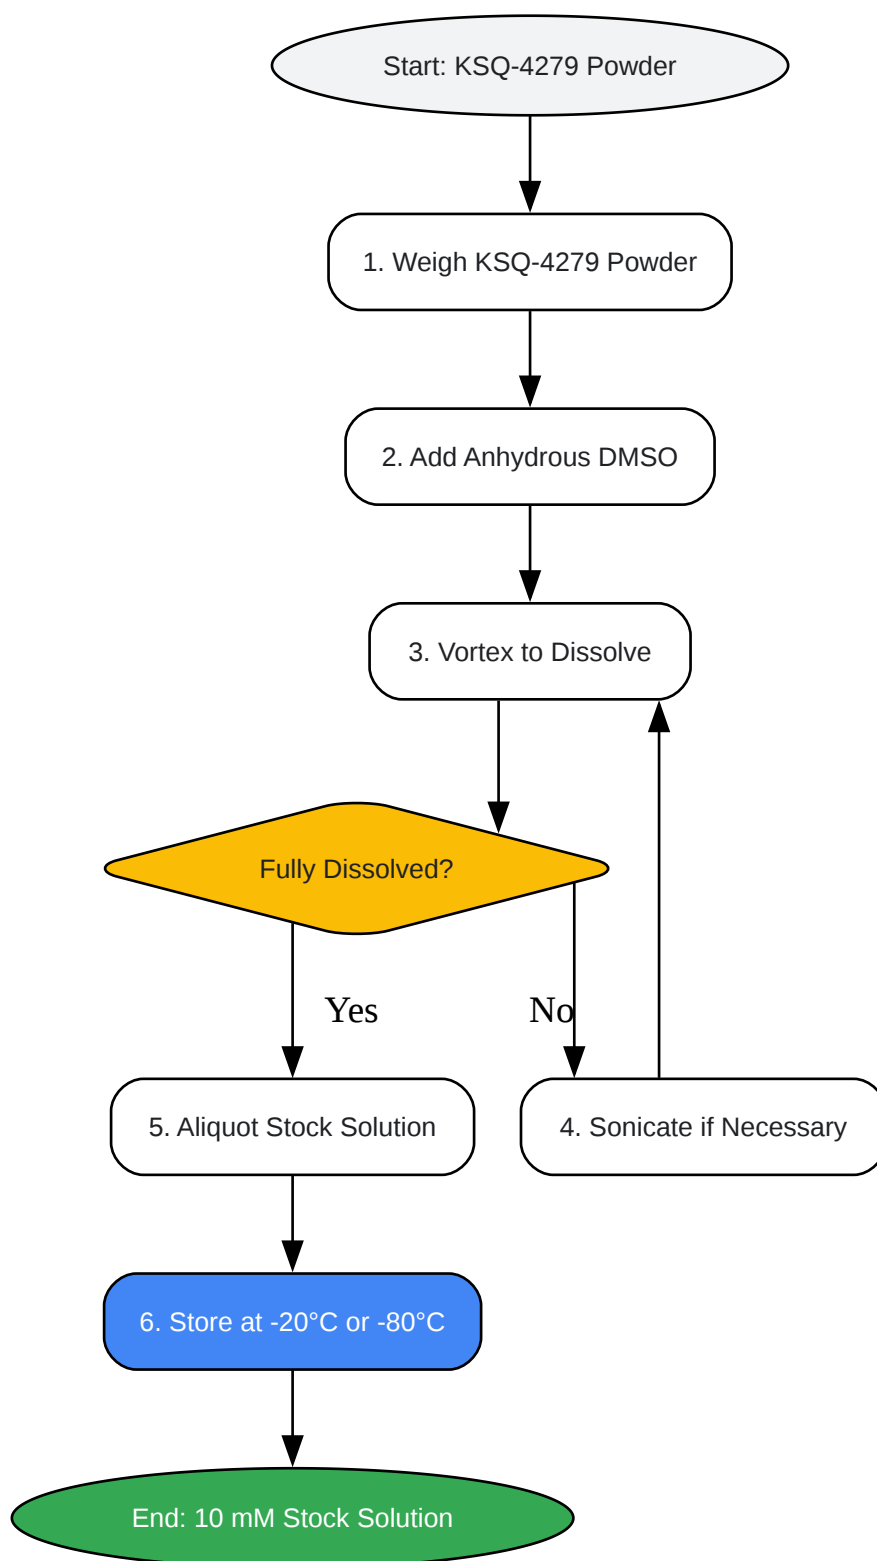 Start: KSQ-4279 Powder
1. Weigh KSQ-4279 Powder
2. Add Anhydrous DMSO
3. Vortex to Dissolve
Fully Dissolved?
Yes
No
5. Aliquot Stock Solution
4. Sonicate if Necessary
6. Store at -20°C or -80°C
End: 10 mM Stock Solution